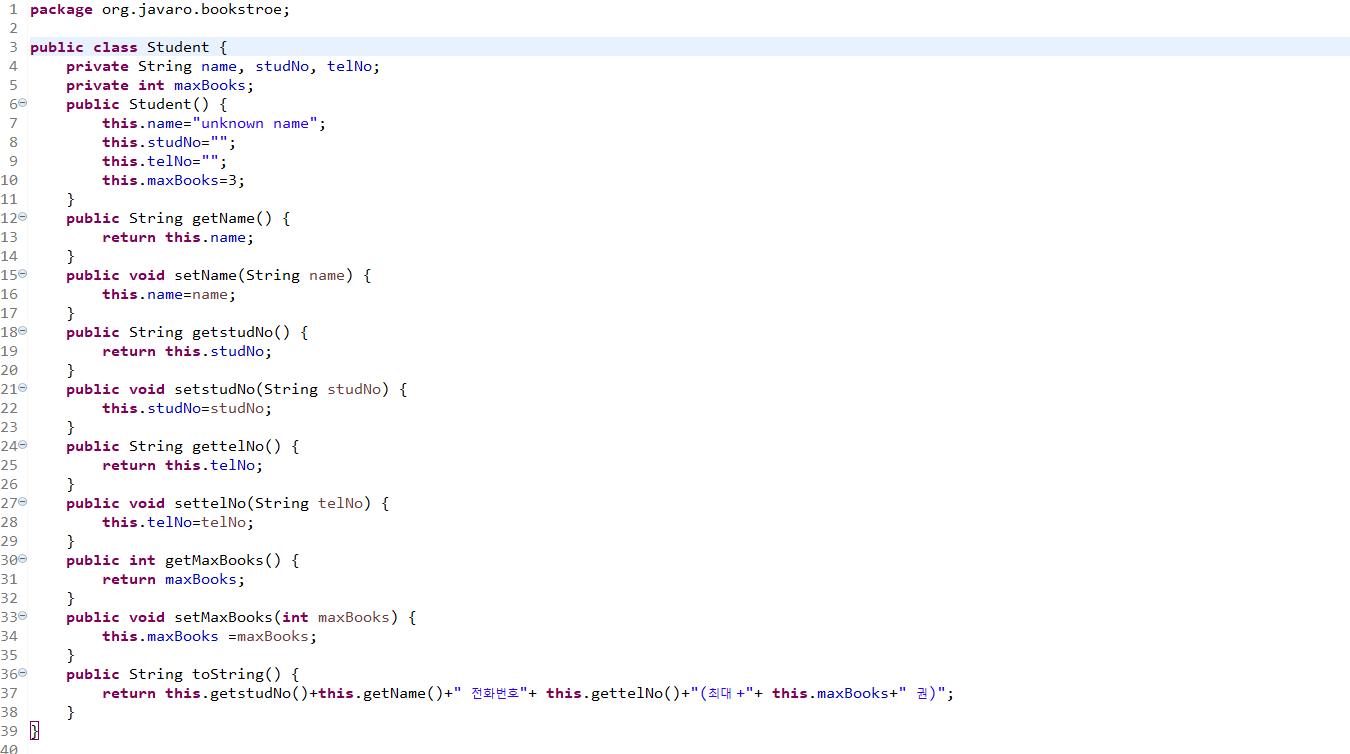 1 package org.javaro.bookstroe;
2
3 public class Student {
4     private String name, studNo, telNo;
5     private int maxBooks;
6     public Student() {
7         this.name="unknown name";
8         this.studNo="";
9         this.telNo="";
10         this.maxBooks=3;
11     }
12     public String getName() {
13         return this.name;
14     }
15     public void setName(String name) {
16         this.name=name;
17     }
18     public String getstudNo() {
19         return this.studNo;
20     }
21     public void setstudNo(String studNo) {
22         this.studNo=studNo;
23     }
24     public String gettelNo() {
25         return this.telNo;
26     }
27     public void settelNo(String telNo) {
28         this.telNo=telNo;
29     }
30     public int getMaxBooks() {
31         return maxBooks;
32     }
33     public void setMaxBooks(int maxBooks) {
34         this.maxBooks =maxBooks;
35     }
36     public String toString() {
37         return this.getstudNo()+this.getName()+" 전화번호"+ this.gettelNo()+"(최대 +"+ this.maxBooks+" 권)";
38     }
39 }
40